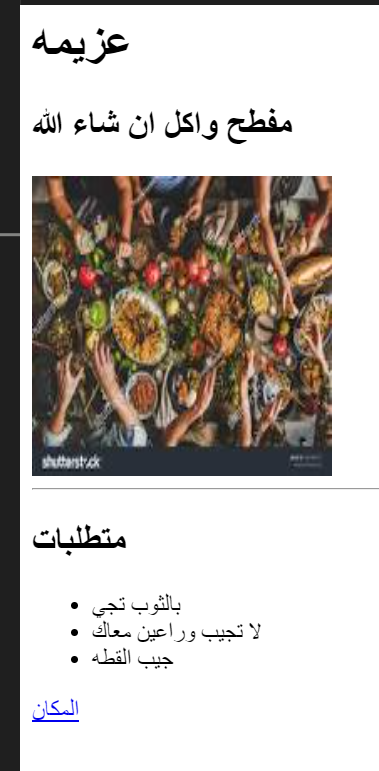 عزيمه
مفطح واكل ان شاء الله
shutterstock
متطلبات
بالثوب تجي
لا تجيب وراعين معاك
جيب القطه
المكان